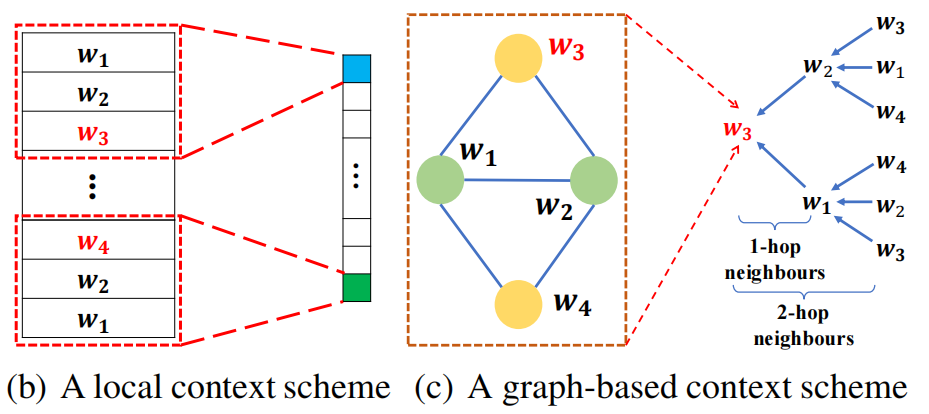 w1
w2
w3
...
w4
w2
w1
...
(b) A local context scheme
w3
w1
w2
w4
w3
w2
w1
w4
w3
w4
w1
w2
w3
1-hop
neighbours
2-hop
neighbours
(c) A graph-based context scheme